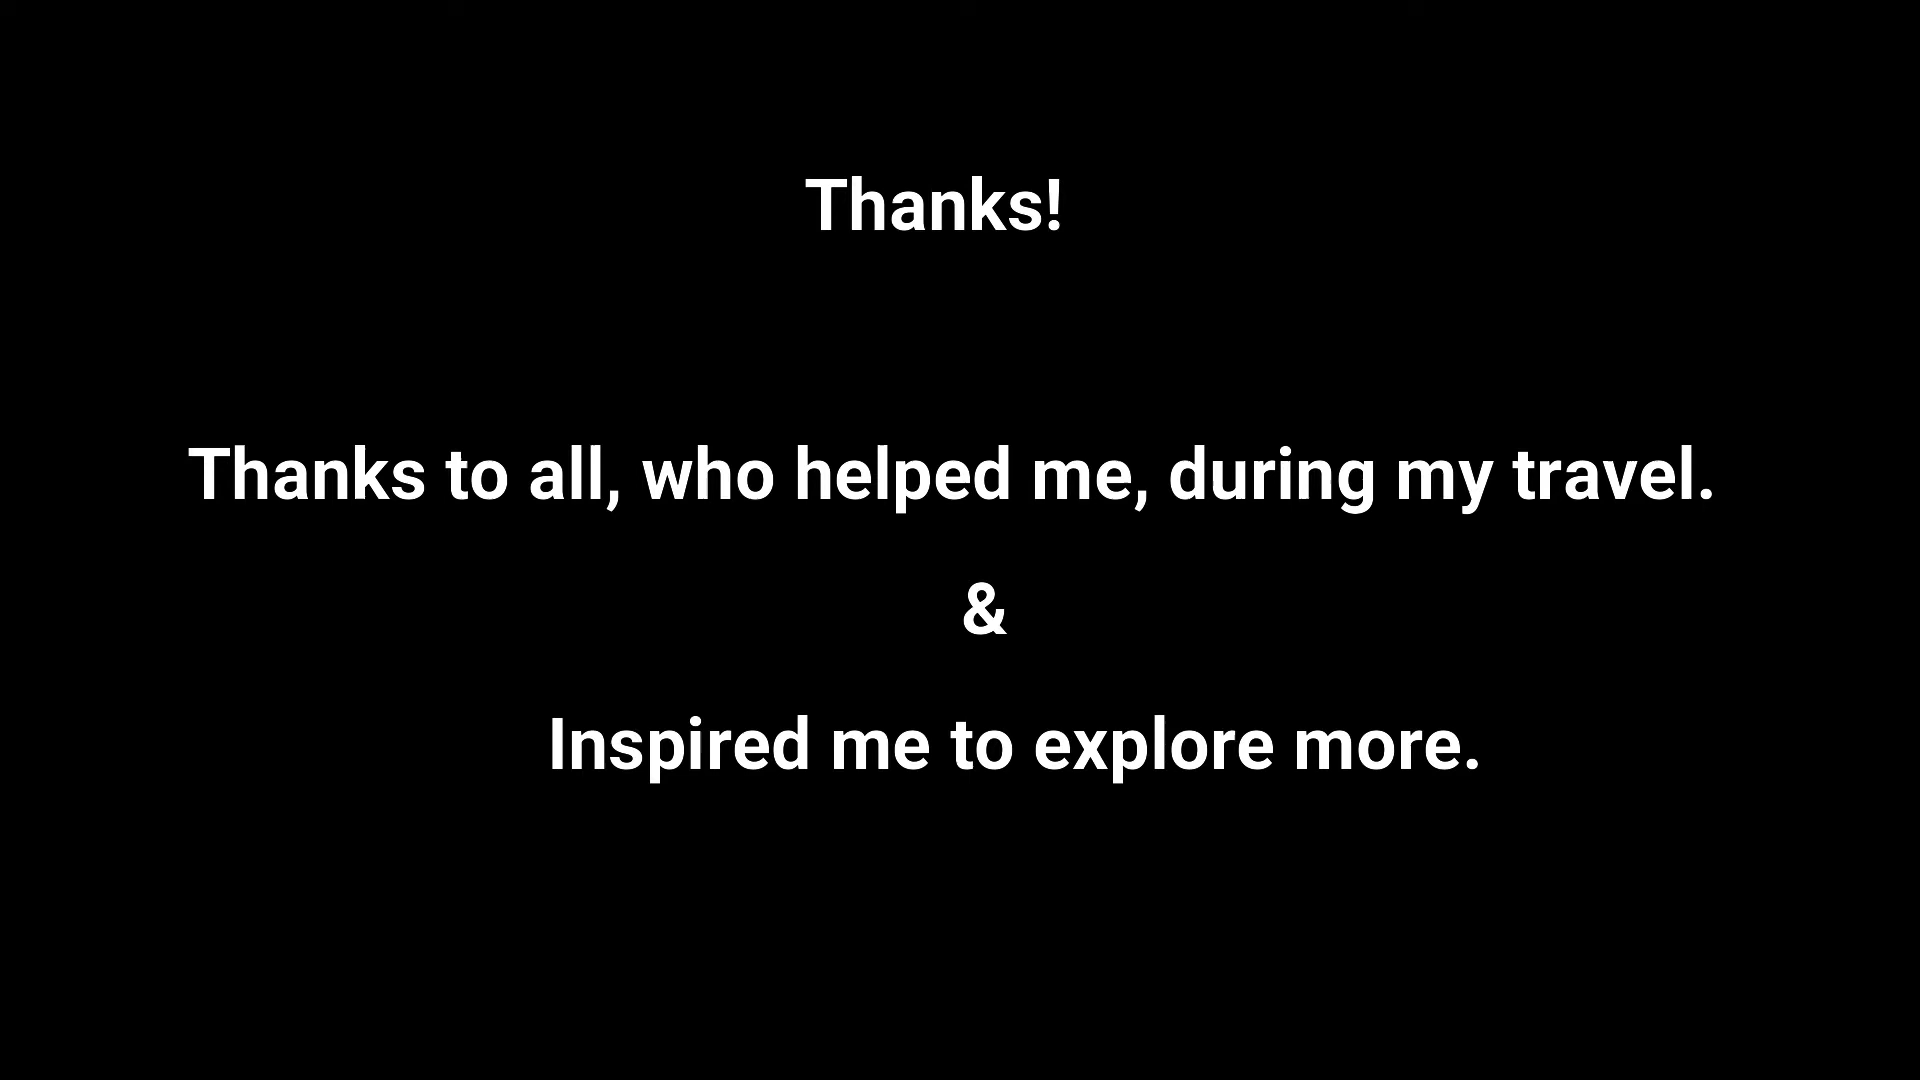 Thanks!
Thanks to all, who helped me, during my travel.
&
Inspired me to explore more.